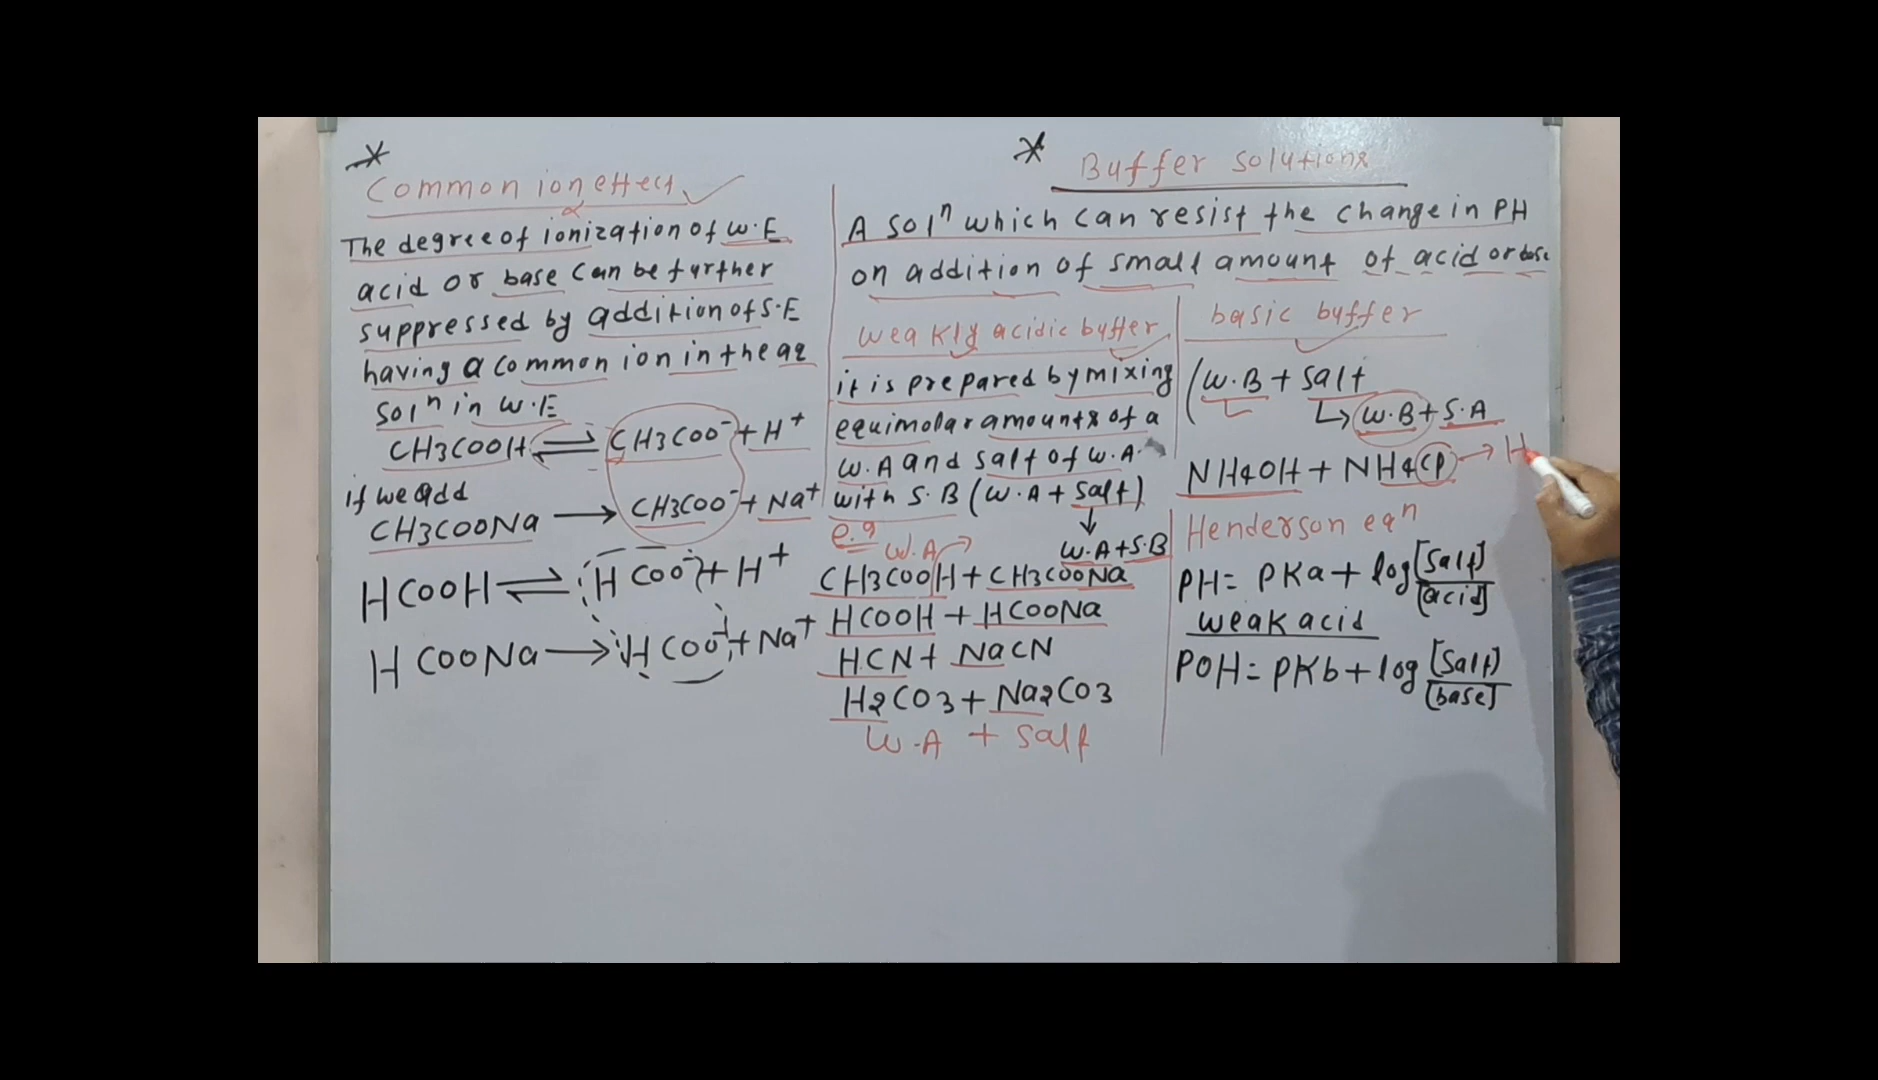 *
Common ion effect
α
The degree of ionization of W.E
acid or base can be further
suppressed by addition of S.E
having a common ion in the aq
solⁿ in W.E
CH3COOH ⇌ CH3COO⁻ + H⁺
if we add
CH3COONa ⟶ CH3COO⁻ + Na⁺
HCOOH ⇌ HCOO⁻ + H⁺
HCOONa ⟶ HCOO⁻ + Na⁺
* Buffer solutions
A solⁿ which can resist the change in PH
on addition of small amount of acid or base
weakly acidic buffer
it is prepared by mixing
equimolar amounts of a
W.A and salt of W.A
with S.B (W.A + salt)
↓
W.A + S.B
e.g
W.A
CH3COOH + CH3COONa
HCOOH + HCOONa
HCN + NaCN
H2CO3 + Na2CO3
W.A + Salt
basic buffer
(W.B + salt
↳ W.B + S.A
NH4OH + NH4Cl → H
Henderson eqⁿ
PH = PKa + log [salt]/[acid]
weak acid
POH = PKb + log [salt]/[base]